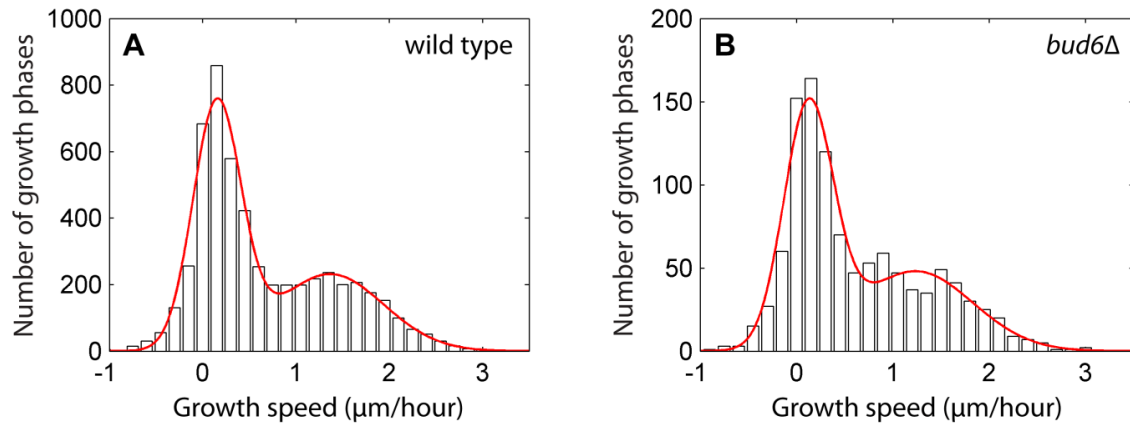 A
wild type
Number of growth phases
1000
800
600
400
200
0
-1 0 1 2 3
Growth speed (µm/hour)
B
bud6Δ
Number of growth phases
200
150
100
50
0
-1 0 1 2 3
Growth speed (µm/hour)